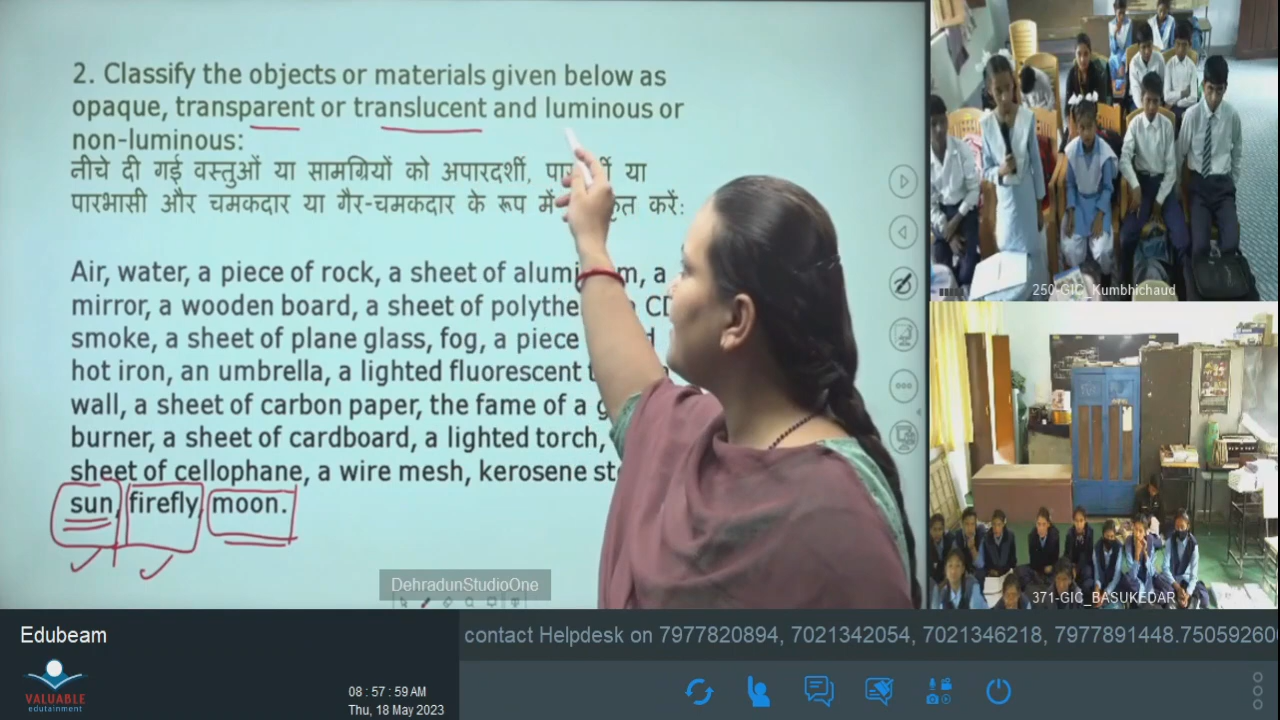 2. Classify the objects or materials given below as
opaque, transparent or translucent and luminous or
non-luminous:
नीचे दी गई वस्तुओं या सामग्रियों को अपारदर्शी, या
पारभासी और चमकदार या गैर-चमकदार के रूप में करें:
Air, water, a piece of rock, a sheet of a
mirror, a wooden board, a sheet of
smoke, a sheet of plane glass, fog, a piece
hot iron, an umbrella, a lighted fluorescent
wall, a sheet of carbon paper, the fame of a
burner, a sheet of cardboard, a lighted torch,
sheet of cellophane, a wire mesh, kerosene
sun, firefly, moon.
DehradunStudioOne
250-GIC_Kumbhichaud
371-GIC_BASUKEDAR
Edubeam
VALUABLE
edutainment
08 : 57 : 59 AM
Thu, 18 May 2023
contact Helpdesk on 7977820894, 7021342054, 7021346218, 7977891448.75059260